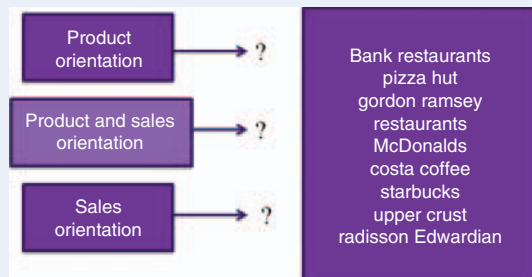 Product
orientation
?
Product and sales
orientation
?
Sales
orientation
?
Bank restaurants
pizza hut
gordon ramsey
restaurants
McDonalds
costa coffee
starbucks
upper crust
radisson Edwardian